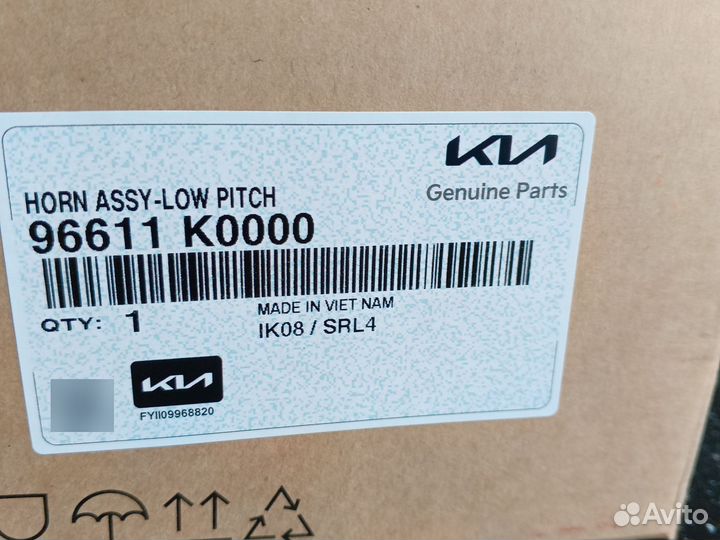 KIA
Genuine Parts
HORN ASSY-LOW PITCH
96611 K0000
QTY: 1
MADE IN VIET NAM
IK08 / SRL4
KIA
FYII09968820
Avito